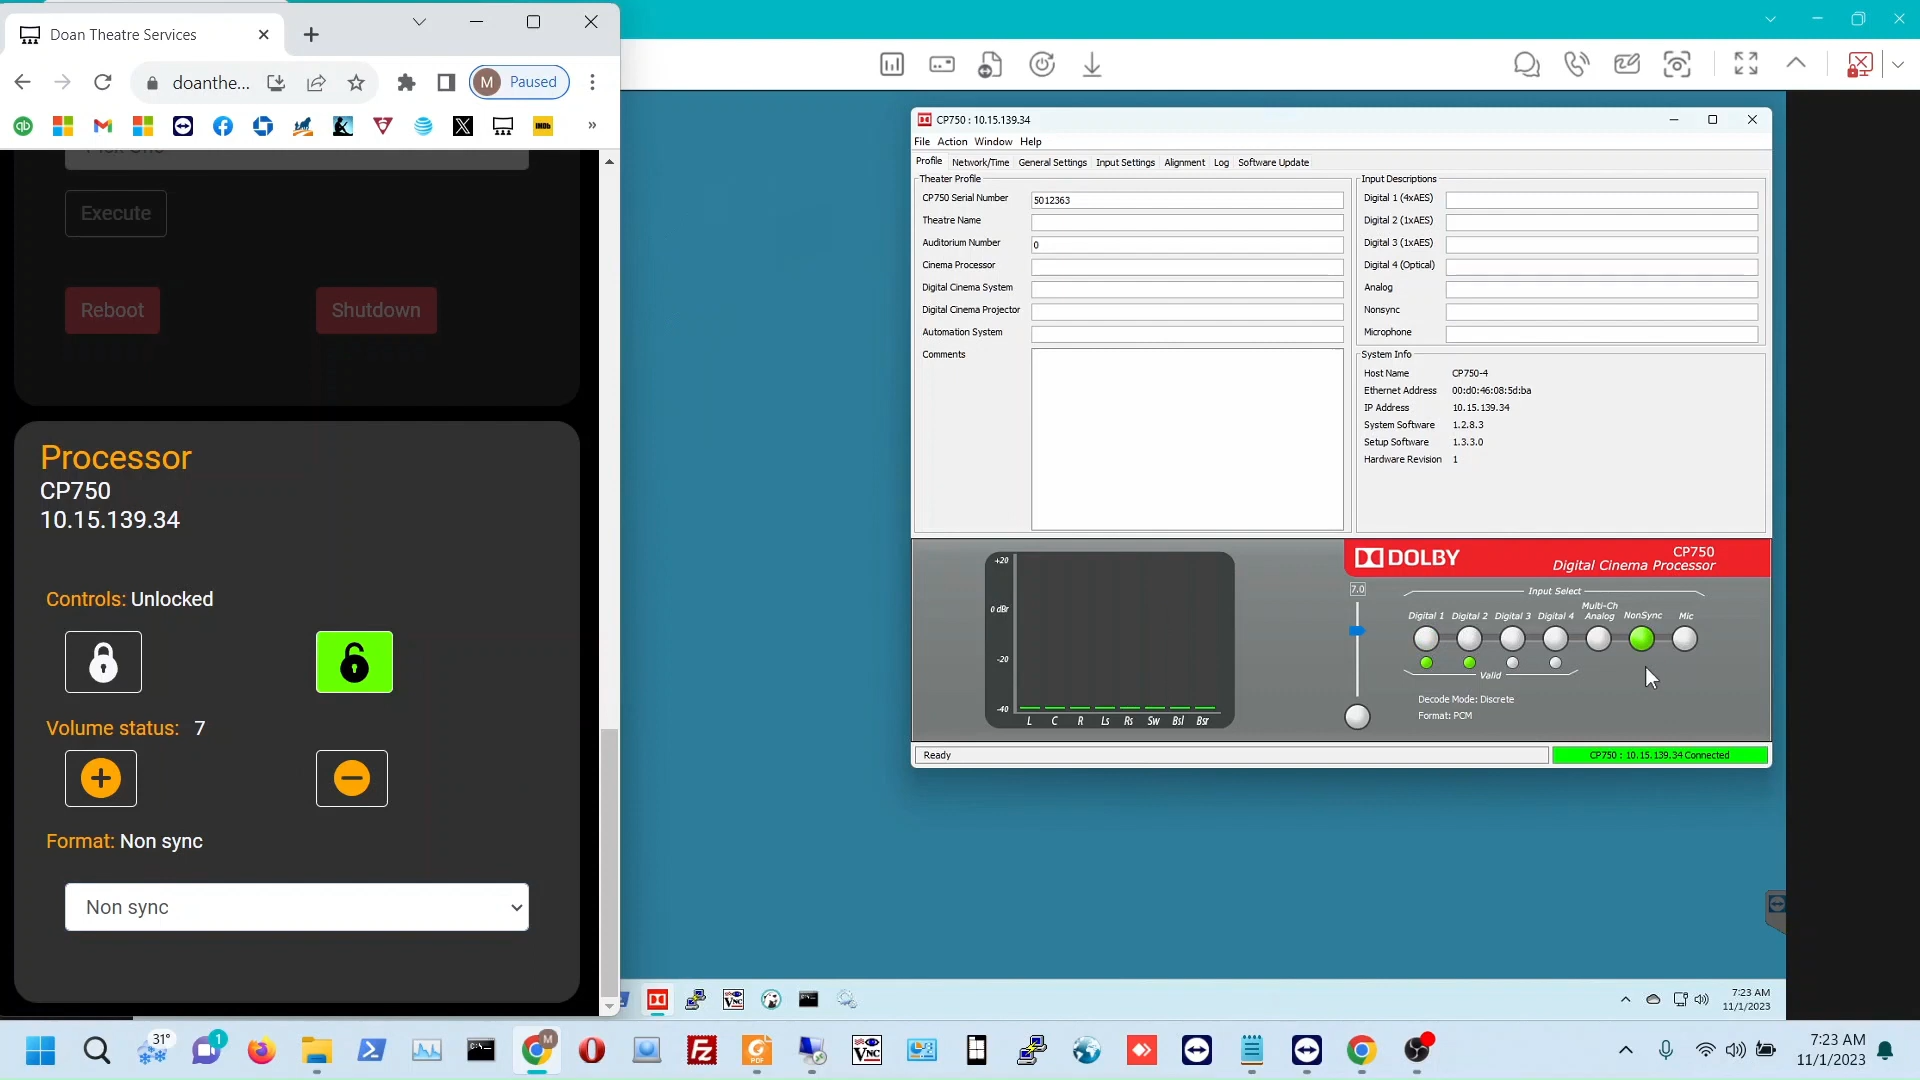 Doan Theatre Services
doanthe...
M
Paused
Execute
Reboot
Shutdown
Processor
CP750
10.15.139.34
Controls: Unlocked
Volume status: 7
Format: Non sync
Non sync
CP750 : 10.15.139.34
File Action Window Help
Profile Network/Time General Settings Input Settings Alignment Log Software Update
Theater Profile
CP750 Serial Number 5012363
Theatre Name
Auditorium Number 0
Cinema Processor
Digital Cinema System
Digital Cinema Projector
Automation System
Comments
Input Descriptions
Digital 1 (4xAES)
Digital 2 (1xAES)
Digital 3 (1xAES)
Digital 4 (Optical)
Analog
Nonsync
Microphone
System Info
Host Name CP750-4
Ethernet Address 00:d0:46:08:5d:ba
IP Address 10.15.139.34
System Software 1.2.8.3
Setup Software 1.3.3.0
Hardware Revision 1
+20
0 dBr
-20
-40
L C R Ls Rs Sw Bsl Bsr
DOLBY
CP750
Digital Cinema Processor
7.0
Input Select
Digital 1 Digital 2 Digital 3 Digital 4 Multi-Ch Analog NonSync Mic
Valid
Decode Mode: Discrete
Format: PCM
Ready
CP750 : 10.15.139.34 Connected
7:23 AM
11/1/2023
31°
1
M
7:23 AM
11/1/2023